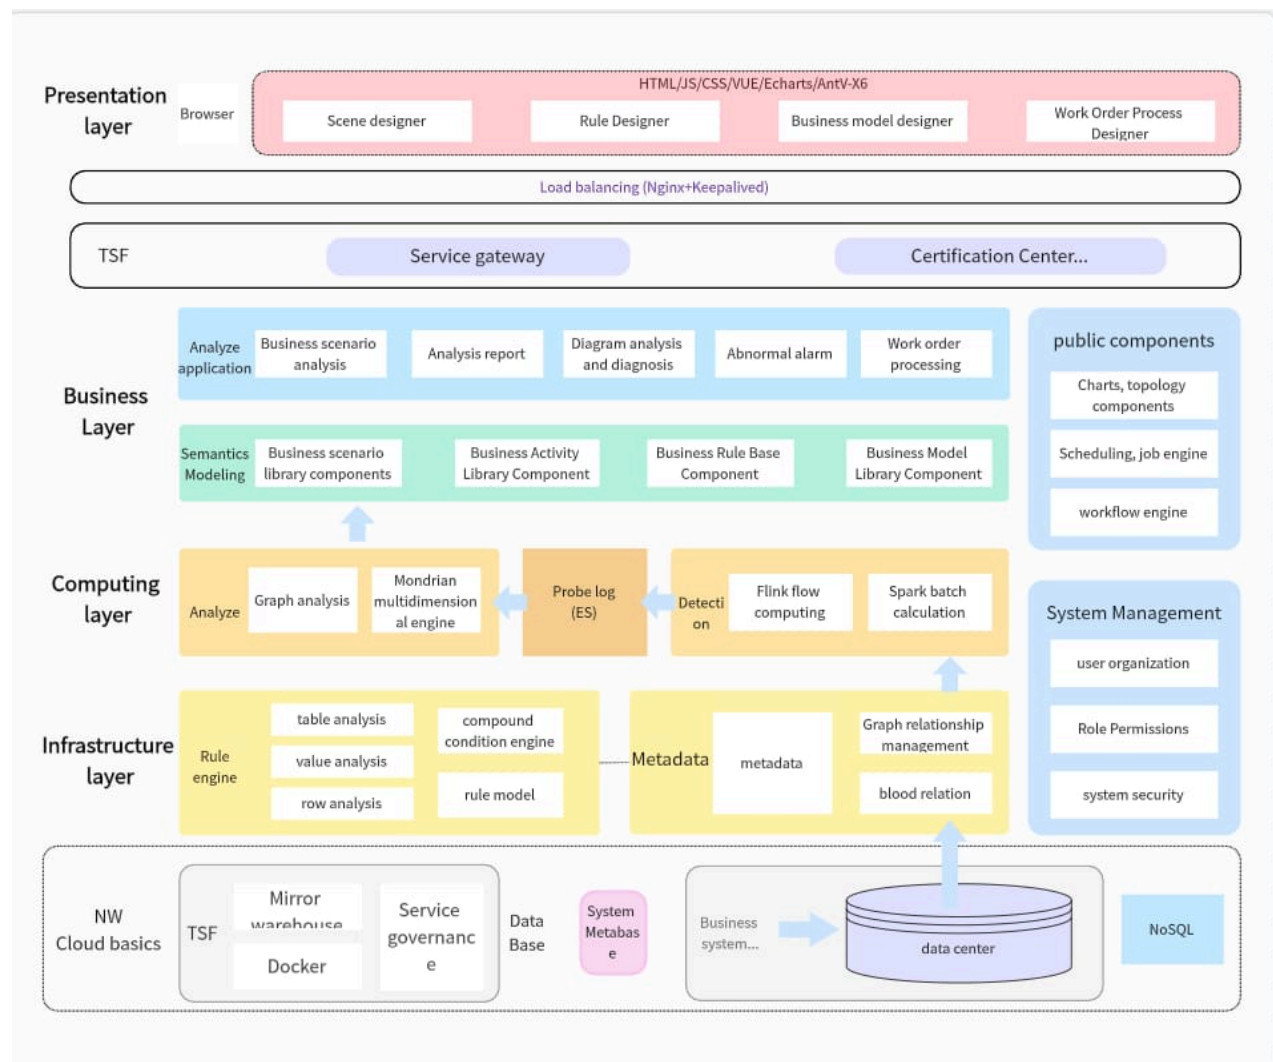 HTML/JS/CSS/VUE/Echarts/AntV-X6
Presentation
layer
Browser
Scene designer
Rule Designer
Business model designer
Work Order Process
Designer
Load balancing (Nginx+Keepalived)
TSF
Service gateway
Certification Center...
Business
Layer
Analyze
application
Business scenario
analysis
Analysis report
Diagram analysis
and diagnosis
Abnormal alarm
Work order
processing
Semantics
Modeling
Business scenario
library components
Business Activity
Library Component
Business Rule Base
Component
Business Model
Library Component
public components
Charts, topology
components
Scheduling, job engine
workflow engine
Computing
layer
Analyze
Graph analysis
Mondrian
multidimension
al engine
Probe log
(ES)
Detecti
on
Flink flow
computing
Spark batch
calculation
System Management
user organization
Role Permissions
system security
Infrastructure
layer
Rule
engine
table analysis
value analysis
row analysis
compound
condition engine
rule model
Metadata
metadata
Graph relationship
management
blood relation
NW
Cloud basics
TSF
Mirror
warehouse
Docker
Service
governanc
e
Data
Base
System
Metabas
e
Business
system...
data center
NoSQL